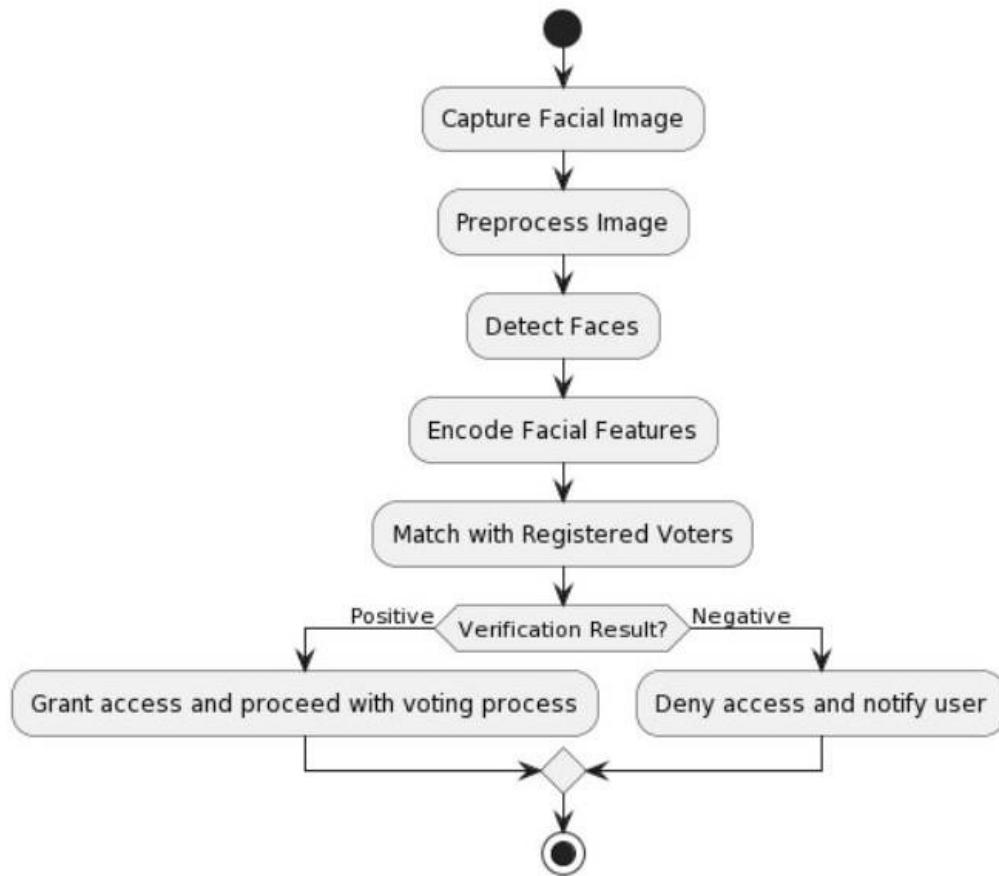 Capture Facial Image
Preprocess Image
Detect Faces
Encode Facial Features
Match with Registered Voters
Positive
Verification Result?
Negative
Grant access and proceed with voting process
Deny access and notify user